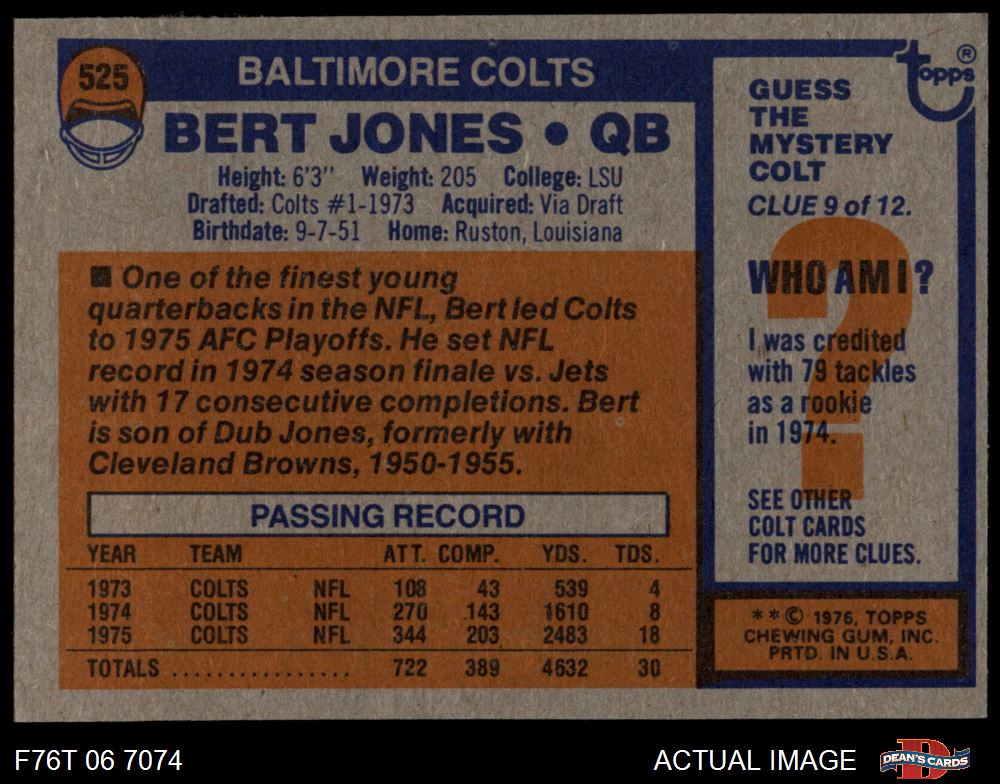 525
BALTIMORE COLTS
BERT JONES • QB
Height: 6'3" Weight: 205 College: LSU
Drafted: Colts #1-1973 Acquired: Via Draft
Birthdate: 9-7-51 Home: Ruston, Louisiana
■ One of the finest young
quarterbacks in the NFL, Bert led Colts
to 1975 AFC Playoffs. He set NFL
record in 1974 season finale vs. Jets
with 17 consecutive completions. Bert
is son of Dub Jones, formerly with
Cleveland Browns, 1950-1955.
PASSING RECORD
YEAR TEAM ATT. COMP. YDS. TDS.
1973 COLTS NFL 108 43 539 4
1974 COLTS NFL 270 143 1610 8
1975 COLTS NFL 344 203 2483 18
TOTALS ................ 722 389 4632 30
topps ®
GUESS
THE
MYSTERY
COLT
CLUE 9 of 12.
WHO AM I?
?
I was credited
with 79 tackles
as a rookie
in 1974.
SEE OTHER
COLT CARDS
FOR MORE CLUES.
** © 1976, TOPPS
CHEWING GUM, INC.
PRTD. IN U.S.A.
F76T 06 7074
ACTUAL IMAGE
D
DEAN'S CARDS